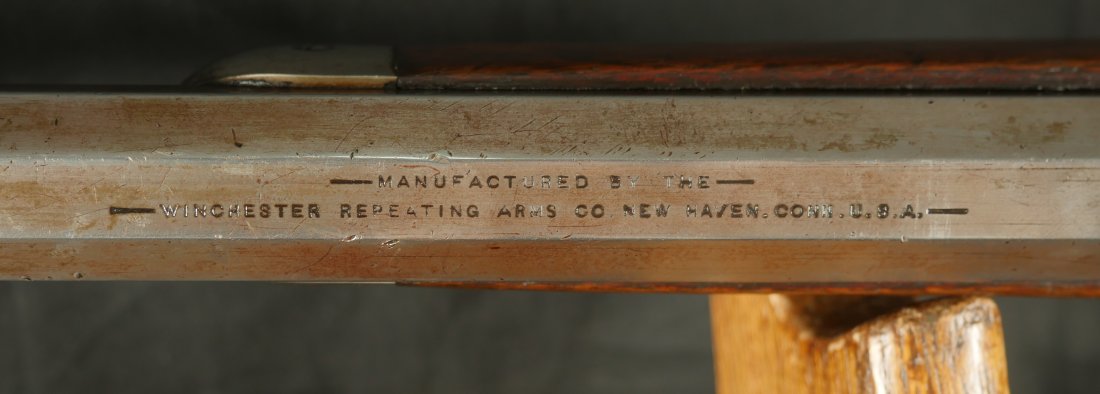 — MANUFACTURED BY THE —
— WINCHESTER REPEATING ARMS CO. NEW HAVEN. CONN. U.S.A. —